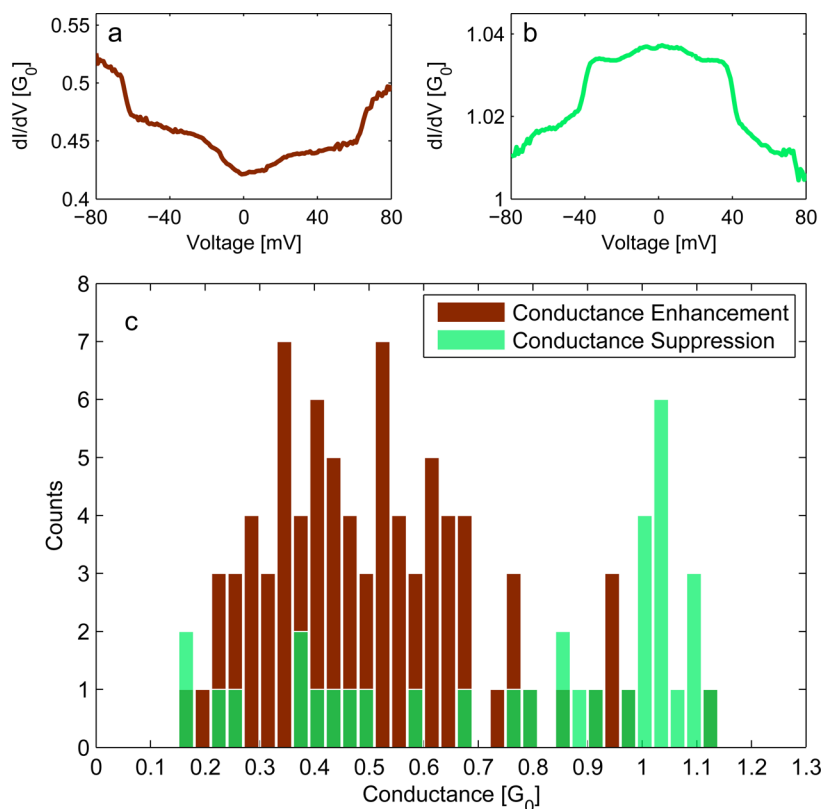 a
dI/dV [G0]
0.55
0.5
0.45
0.4
−80 −40 0 40 80
Voltage [mV]
b
dI/dV [G0]
1.04
1.02
1
−80 −40 0 40 80
Voltage [mV]
c
Conductance Enhancement
Conductance Suppression
Counts
8
7
6
5
4
3
2
1
0
0 0.1 0.2 0.3 0.4 0.5 0.6 0.7 0.8 0.9 1 1.1 1.2 1.3
Conductance [G0]